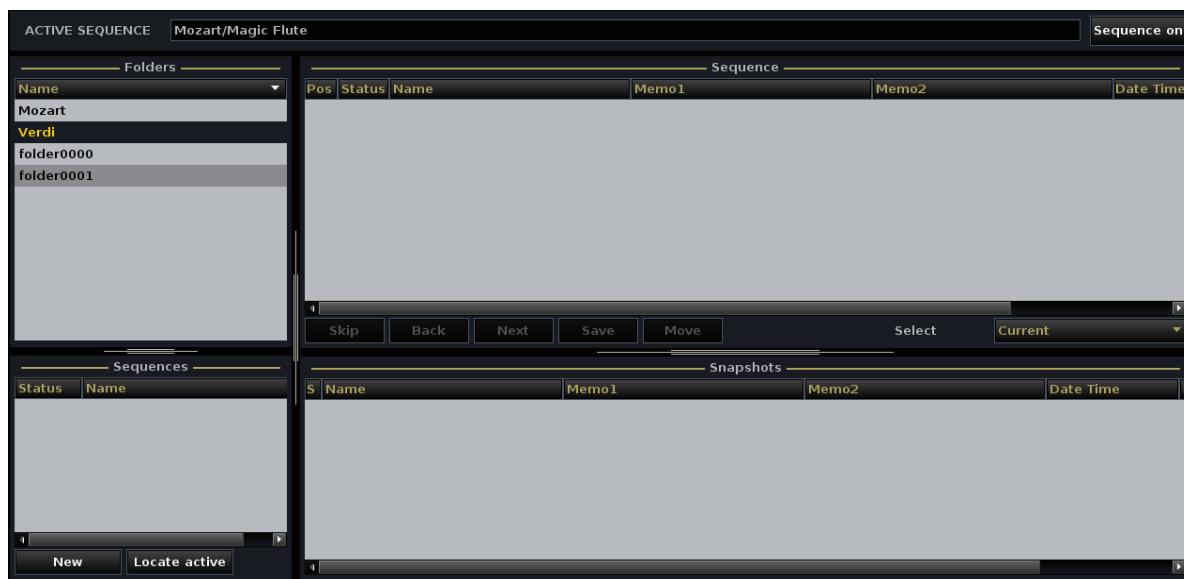 ACTIVE SEQUENCE Mozart/Magic Flute Sequence on
Folders
Name
Mozart
Verdi
folder0000
folder0001
Sequence
Pos Status Name Memo1 Memo2 Date Time
Skip Back Next Save Move Select Current
Sequences
Status Name
New Locate active
Snapshots
S Name Memo1 Memo2 Date Time